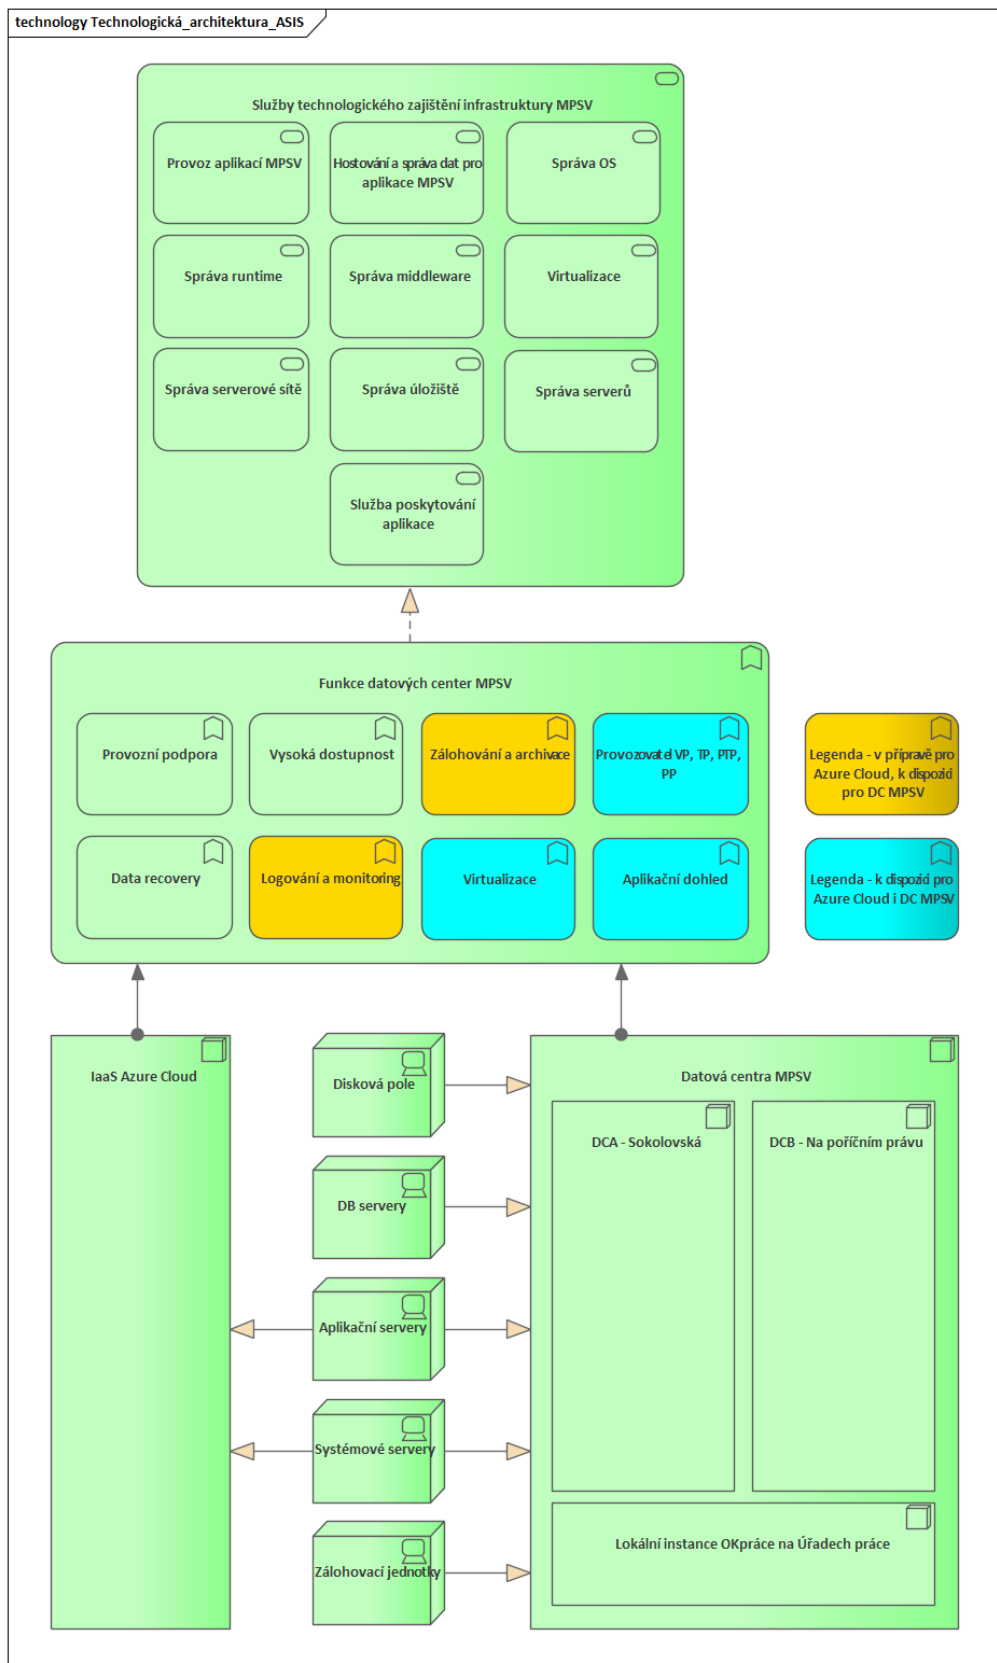 technology Technologická_architektura_ASIS
Služby technologického zajištění infrastruktury MPSV
Provoz aplikací MPSV
Hostování a správa dat pro
aplikace MPSV
Správa OS
Správa runtime
Správa middleware
Virtualizace
Správa serverové sítě
Správa úložiště
Správa serverů
Služba poskytování
aplikace
Funkce datových center MPSV
Provozní podpora
Vysoká dostupnost
Zálohování a archivace
Provozovatel VP, TP, PTP,
PP
Legenda - v přípravě pro
Azure Cloud, k dispozici
pro DC MPSV
Data recovery
Logování a monitoring
Virtualizace
Aplikační dohled
Legenda - k dispozici pro
Azure Cloud i DC MPSV
IaaS Azure Cloud
Disková pole
Datová centra MPSV
DCA - Sokolovská
DCB - Na poříčním právu
DB servery
Aplikační servery
Systémové servery
Zálohovací jednotky
Lokální instance OKpráce na Úřadech práce